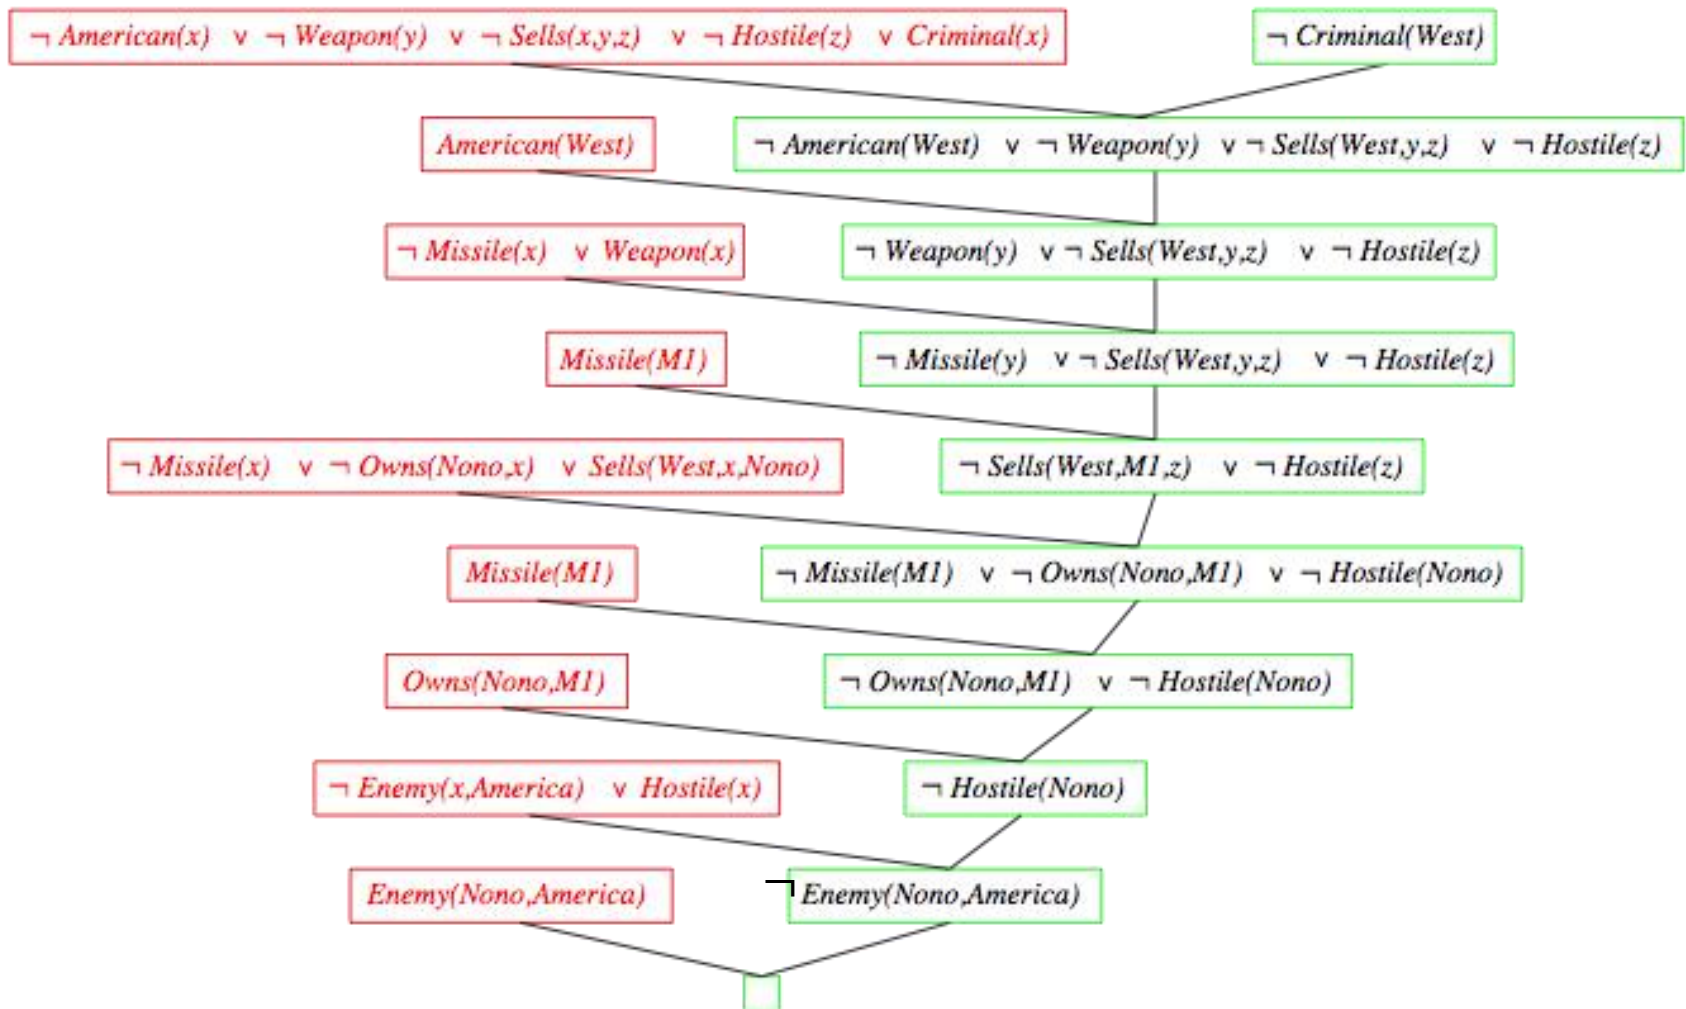 ¬ American(x) ∨ ¬ Weapon(y) ∨ ¬ Sells(x,y,z) ∨ ¬ Hostile(z) ∨ Criminal(x) ¬ Criminal(West)
American(West) ¬ American(West) ∨ ¬ Weapon(y) ∨ ¬ Sells(West,y,z) ∨ ¬ Hostile(z)
¬ Missile(x) ∨ Weapon(x) ¬ Weapon(y) ∨ ¬ Sells(West,y,z) ∨ ¬ Hostile(z)
Missile(M1) ¬ Missile(y) ∨ ¬ Sells(West,y,z) ∨ ¬ Hostile(z)
¬ Missile(x) ∨ ¬ Owns(Nono,x) ∨ Sells(West,x,Nono) ¬ Sells(West,M1,z) ∨ ¬ Hostile(z)
Missile(M1) ¬ Missile(M1) ∨ ¬ Owns(Nono,M1) ∨ ¬ Hostile(Nono)
Owns(Nono,M1) ¬ Owns(Nono,M1) ∨ ¬ Hostile(Nono)
¬ Enemy(x,America) ∨ Hostile(x) ¬ Hostile(Nono)
Enemy(Nono,America) ¬ Enemy(Nono,America)